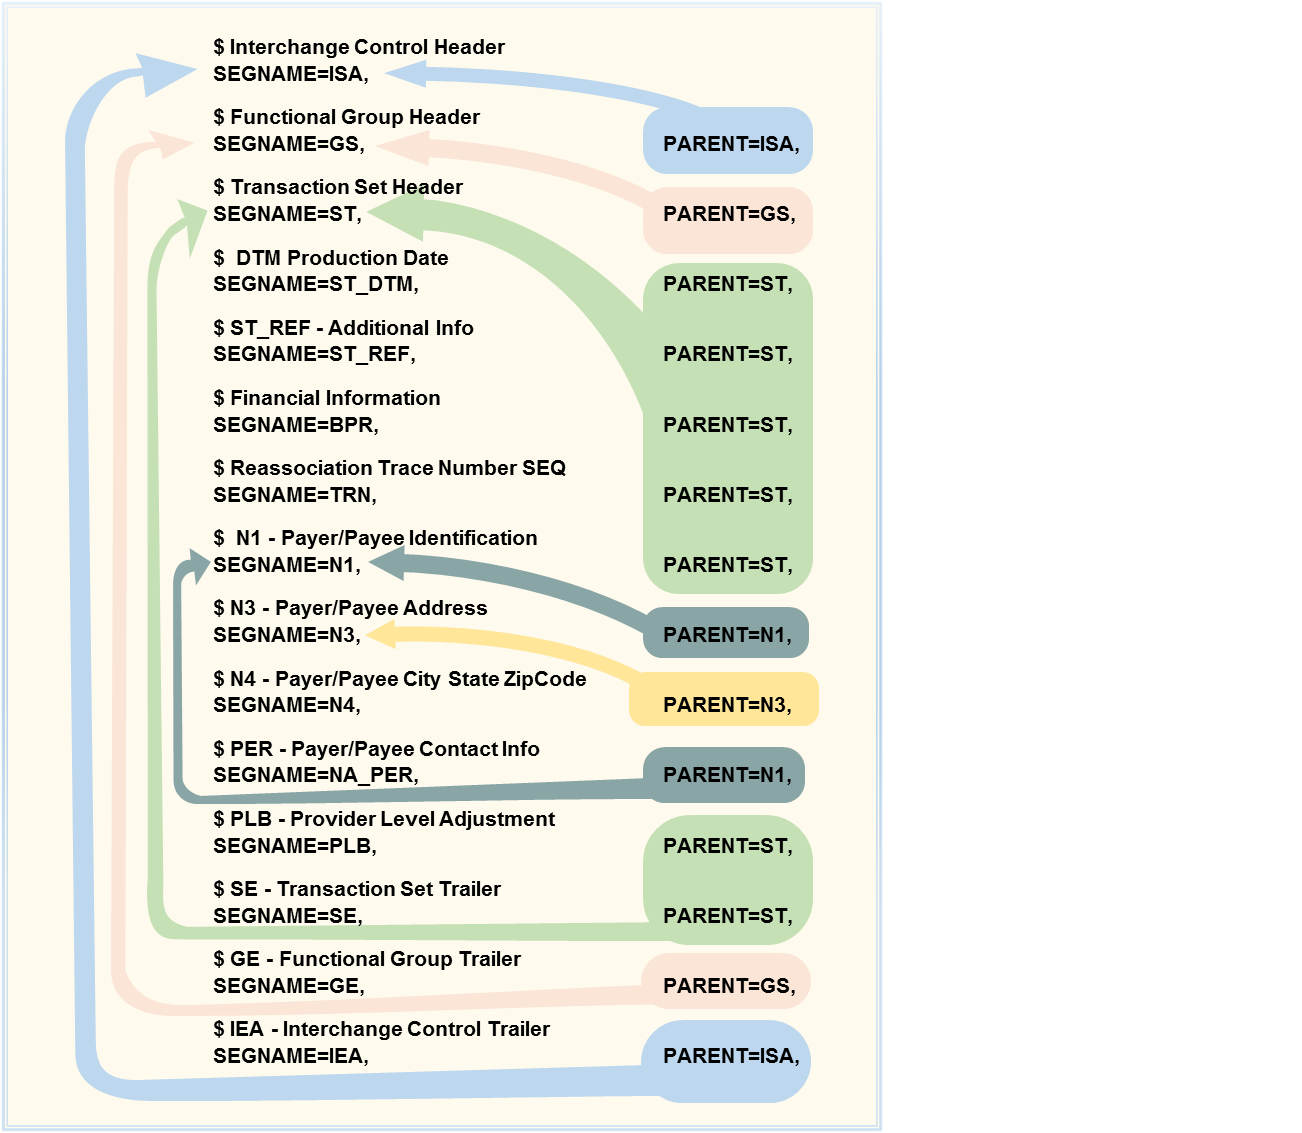 $ Interchange Control Header
SEGNAME=ISA,
$ Functional Group Header
SEGNAME=GS, PARENT=ISA,
$ Transaction Set Header
SEGNAME=ST, PARENT=GS,
$ DTM Production Date
SEGNAME=ST_DTM, PARENT=ST,
$ ST_REF - Additional Info
SEGNAME=ST_REF, PARENT=ST,
$ Financial Information
SEGNAME=BPR, PARENT=ST,
$ Reassociation Trace Number SEQ
SEGNAME=TRN, PARENT=ST,
$ N1 - Payer/Payee Identification
SEGNAME=N1, PARENT=ST,
$ N3 - Payer/Payee Address
SEGNAME=N3, PARENT=N1,
$ N4 - Payer/Payee City State ZipCode
SEGNAME=N4, PARENT=N3,
$ PER - Payer/Payee Contact Info
SEGNAME=NA_PER, PARENT=N1,
$ PLB - Provider Level Adjustment
SEGNAME=PLB, PARENT=ST,
$ SE - Transaction Set Trailer
SEGNAME=SE, PARENT=ST,
$ GE - Functional Group Trailer
SEGNAME=GE, PARENT=GS,
$ IEA - Interchange Control Trailer
SEGNAME=IEA, PARENT=ISA,